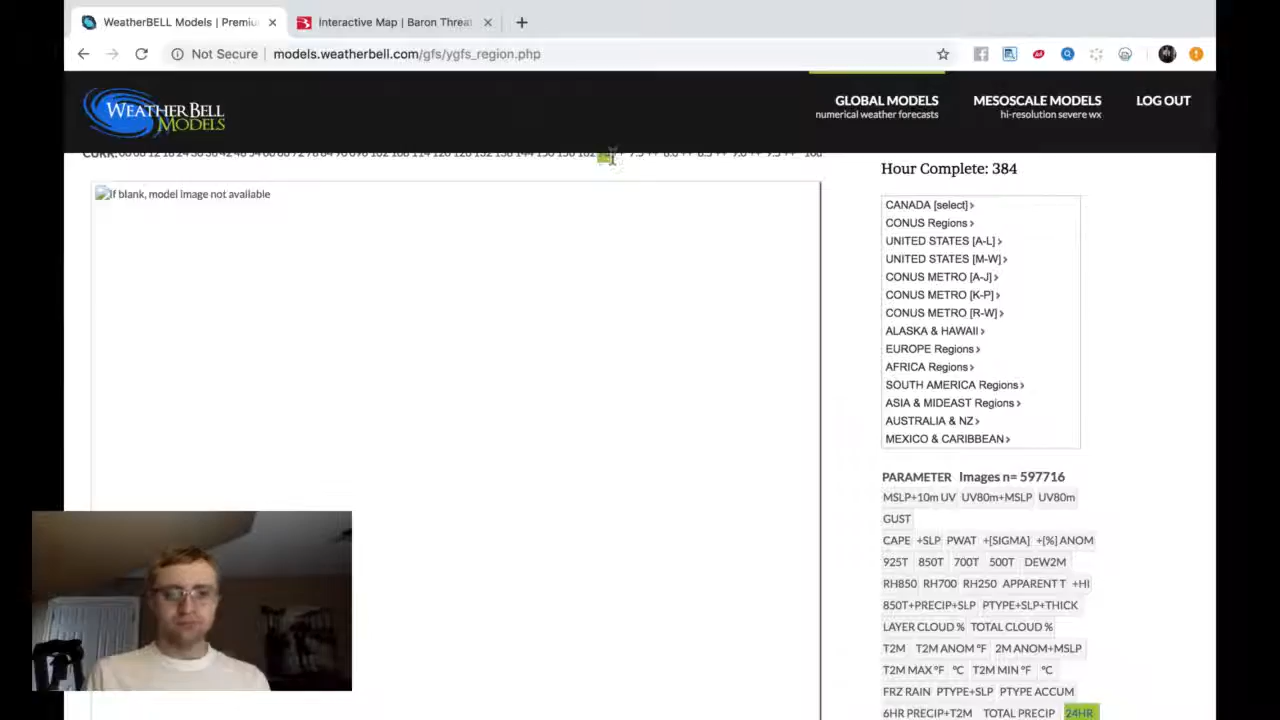 WeatherBELL Models | Premiu
Interactive Map | Baron Threat
Not Secure
models.weatherbell.com/gfs/ygfs_region.php
WEATHERBELL
MODELS
GLOBAL MODELS
numerical weather forecasts
MESOSCALE MODELS
hi-resolution severe wx
LOG OUT
Hour Complete: 384
If blank, model image not available
CANADA [select]
CONUS Regions
UNITED STATES [A-L]
UNITED STATES [M-W]
CONUS METRO [A-J]
CONUS METRO [K-P]
CONUS METRO [R-W]
ALASKA & HAWAII
EUROPE Regions
AFRICA Regions
SOUTH AMERICA Regions
ASIA & MIDEAST Regions
AUSTRALIA & NZ
MEXICO & CARIBBEAN
PARAMETER Images n= 597716
MSLP+10m UV UV80m+MSLP UV80m
GUST
CAPE +SLP PWAT +[SIGMA] +[%] ANOM
925T 850T 700T 500T DEW2M
RH850 RH700 RH250 APPARENT T +HI
850T+PRECIP+SLP PTYPE+SLP+THICK
LAYER CLOUD % TOTAL CLOUD %
T2M T2M ANOM °F 2M ANOM+MSLP
T2M MAX °F °C T2M MIN °F °C
FRZ RAIN PTYPE+SLP PTYPE ACCUM
6HR PRECIP+T2M TOTAL PRECIP 24HR